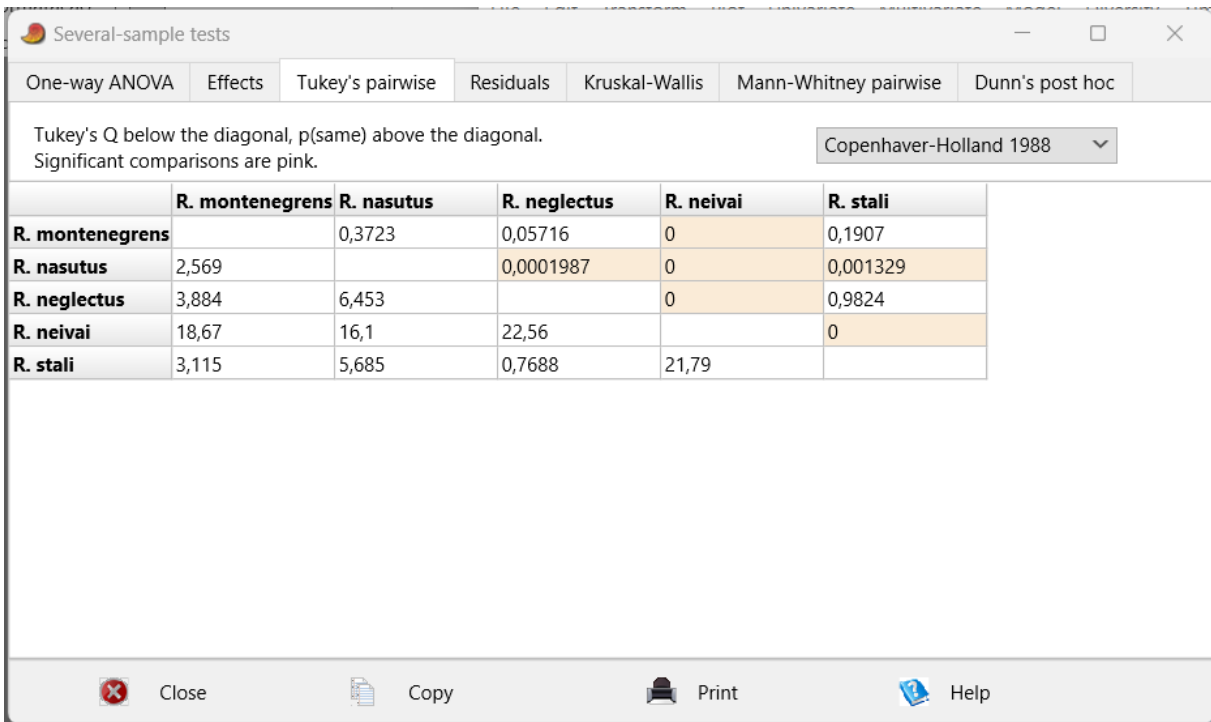 Several-sample tests
One-way ANOVA Effects Tukey's pairwise Residuals Kruskal-Wallis Mann-Whitney pairwise Dunn's post hoc
Tukey's Q below the diagonal, p(same) above the diagonal.
Significant comparisons are pink.
Copenhaver-Holland 1988
R. montenegrens R. nasutus R. neglectus R. neivai R. stali
R. montenegrens 0,3723 0,05716 0 0,1907
R. nasutus 2,569 0,0001987 0 0,001329
R. neglectus 3,884 6,453 0 0,9824
R. neivai 18,67 16,1 22,56 0
R. stali 3,115 5,685 0,7688 21,79
Close Copy Print Help